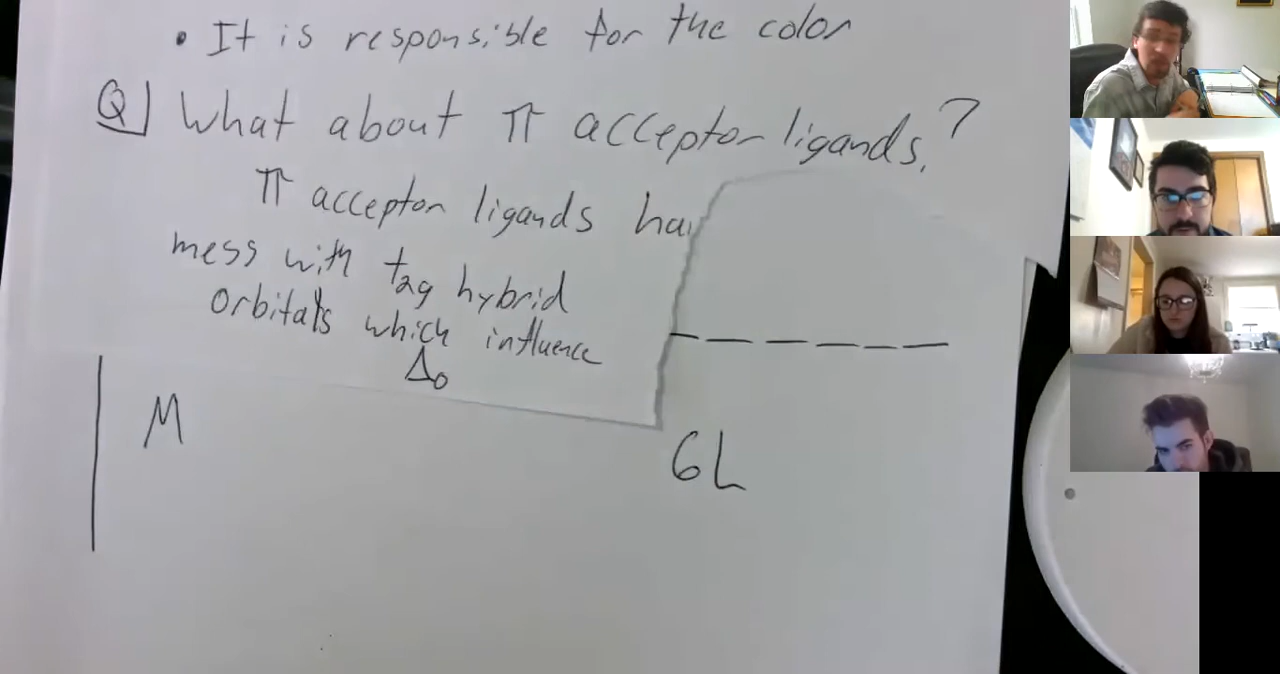 • It is responsible for the color
Q] What about π acceptor ligands?
π acceptor ligands ha
mess with t2g hybrid
orbitals which influence
Δo
M
6L